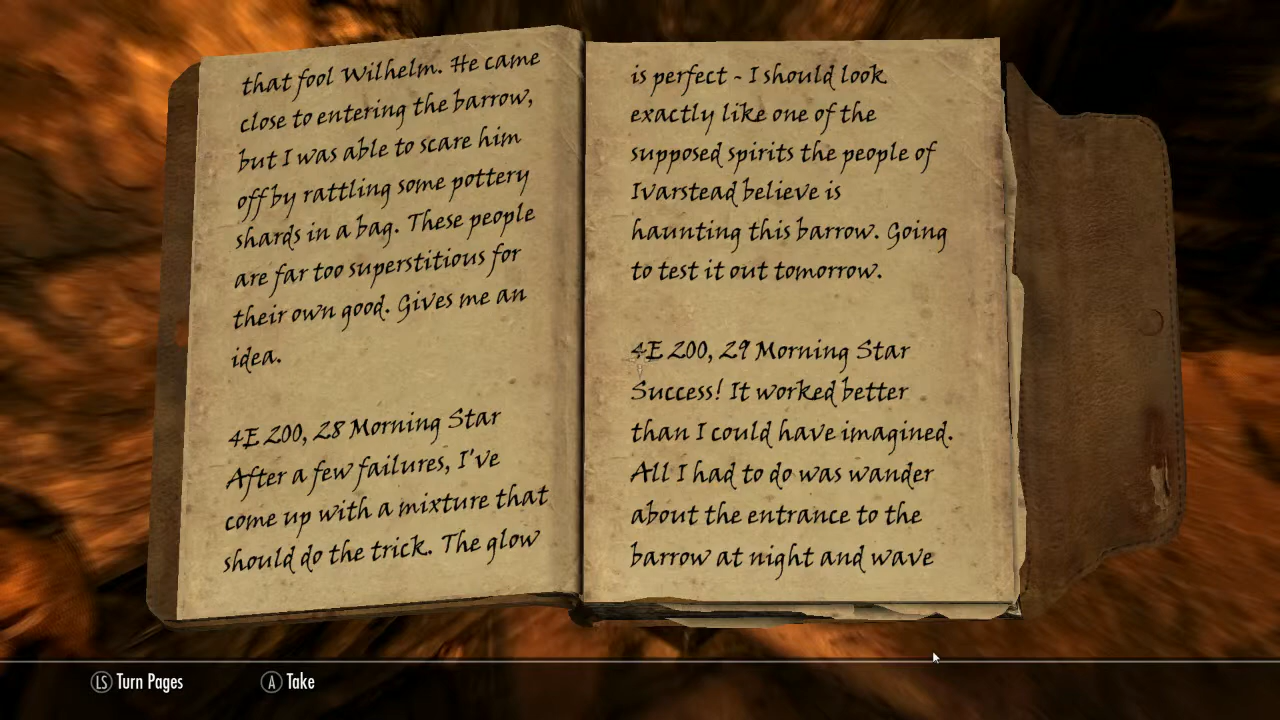 that fool Wilhelm. He came
close to entering the barrow,
but I was able to scare him
off by rattling some pottery
shards in a bag. These people
are far too superstitious for
their own good. Gives me an
idea.
4E 200, 28 Morning Star
After a few failures, I've
come up with a mixture that
should do the trick. The glow
is perfect - I should look
exactly like one of the
supposed spirits the people of
Ivarstead believe is
haunting this barrow. Going
to test it out tomorrow.
4E 200, 29 Morning Star
Success! It worked better
than I could have imagined.
All I had to do was wander
about the entrance to the
barrow at night and wave
LS Turn Pages
A Take